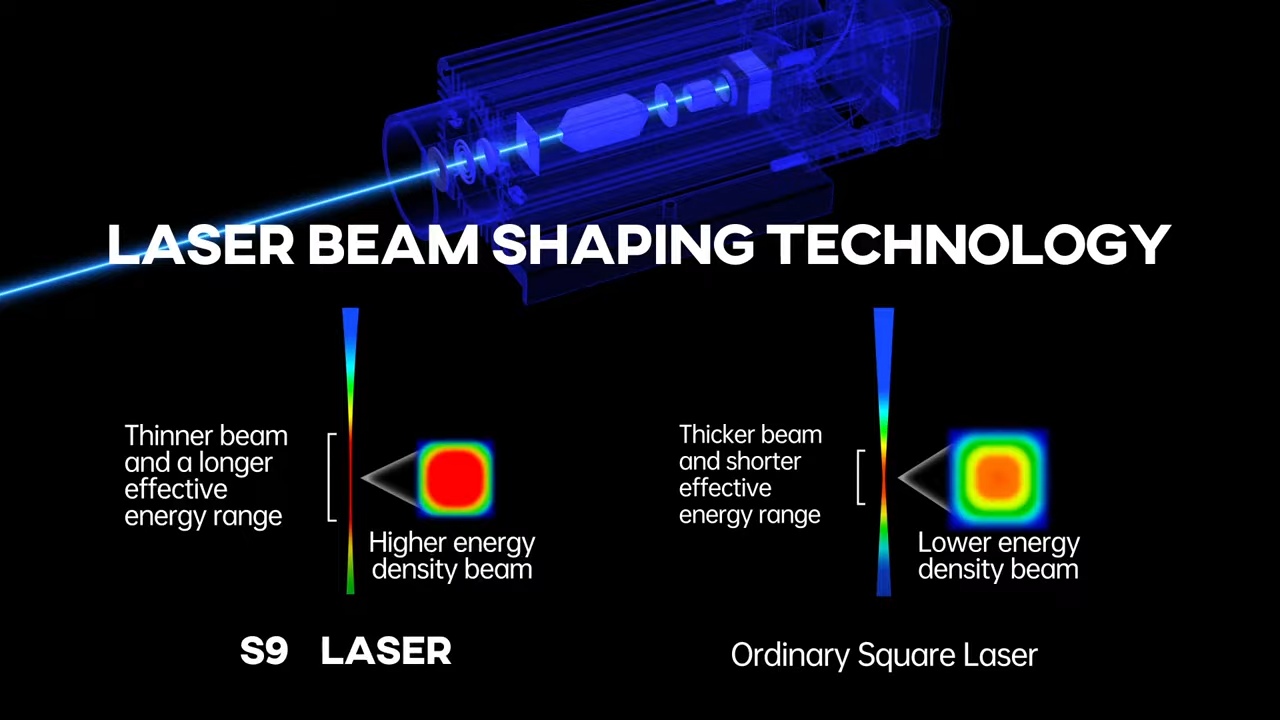 LASER BEAM SHAPING TECHNOLOGY
Thinner beam
and a longer
effective
energy range
Higher energy
density beam
S9 LASER
Thicker beam
and shorter
effective
energy range
Lower energy
density beam
Ordinary Square Laser